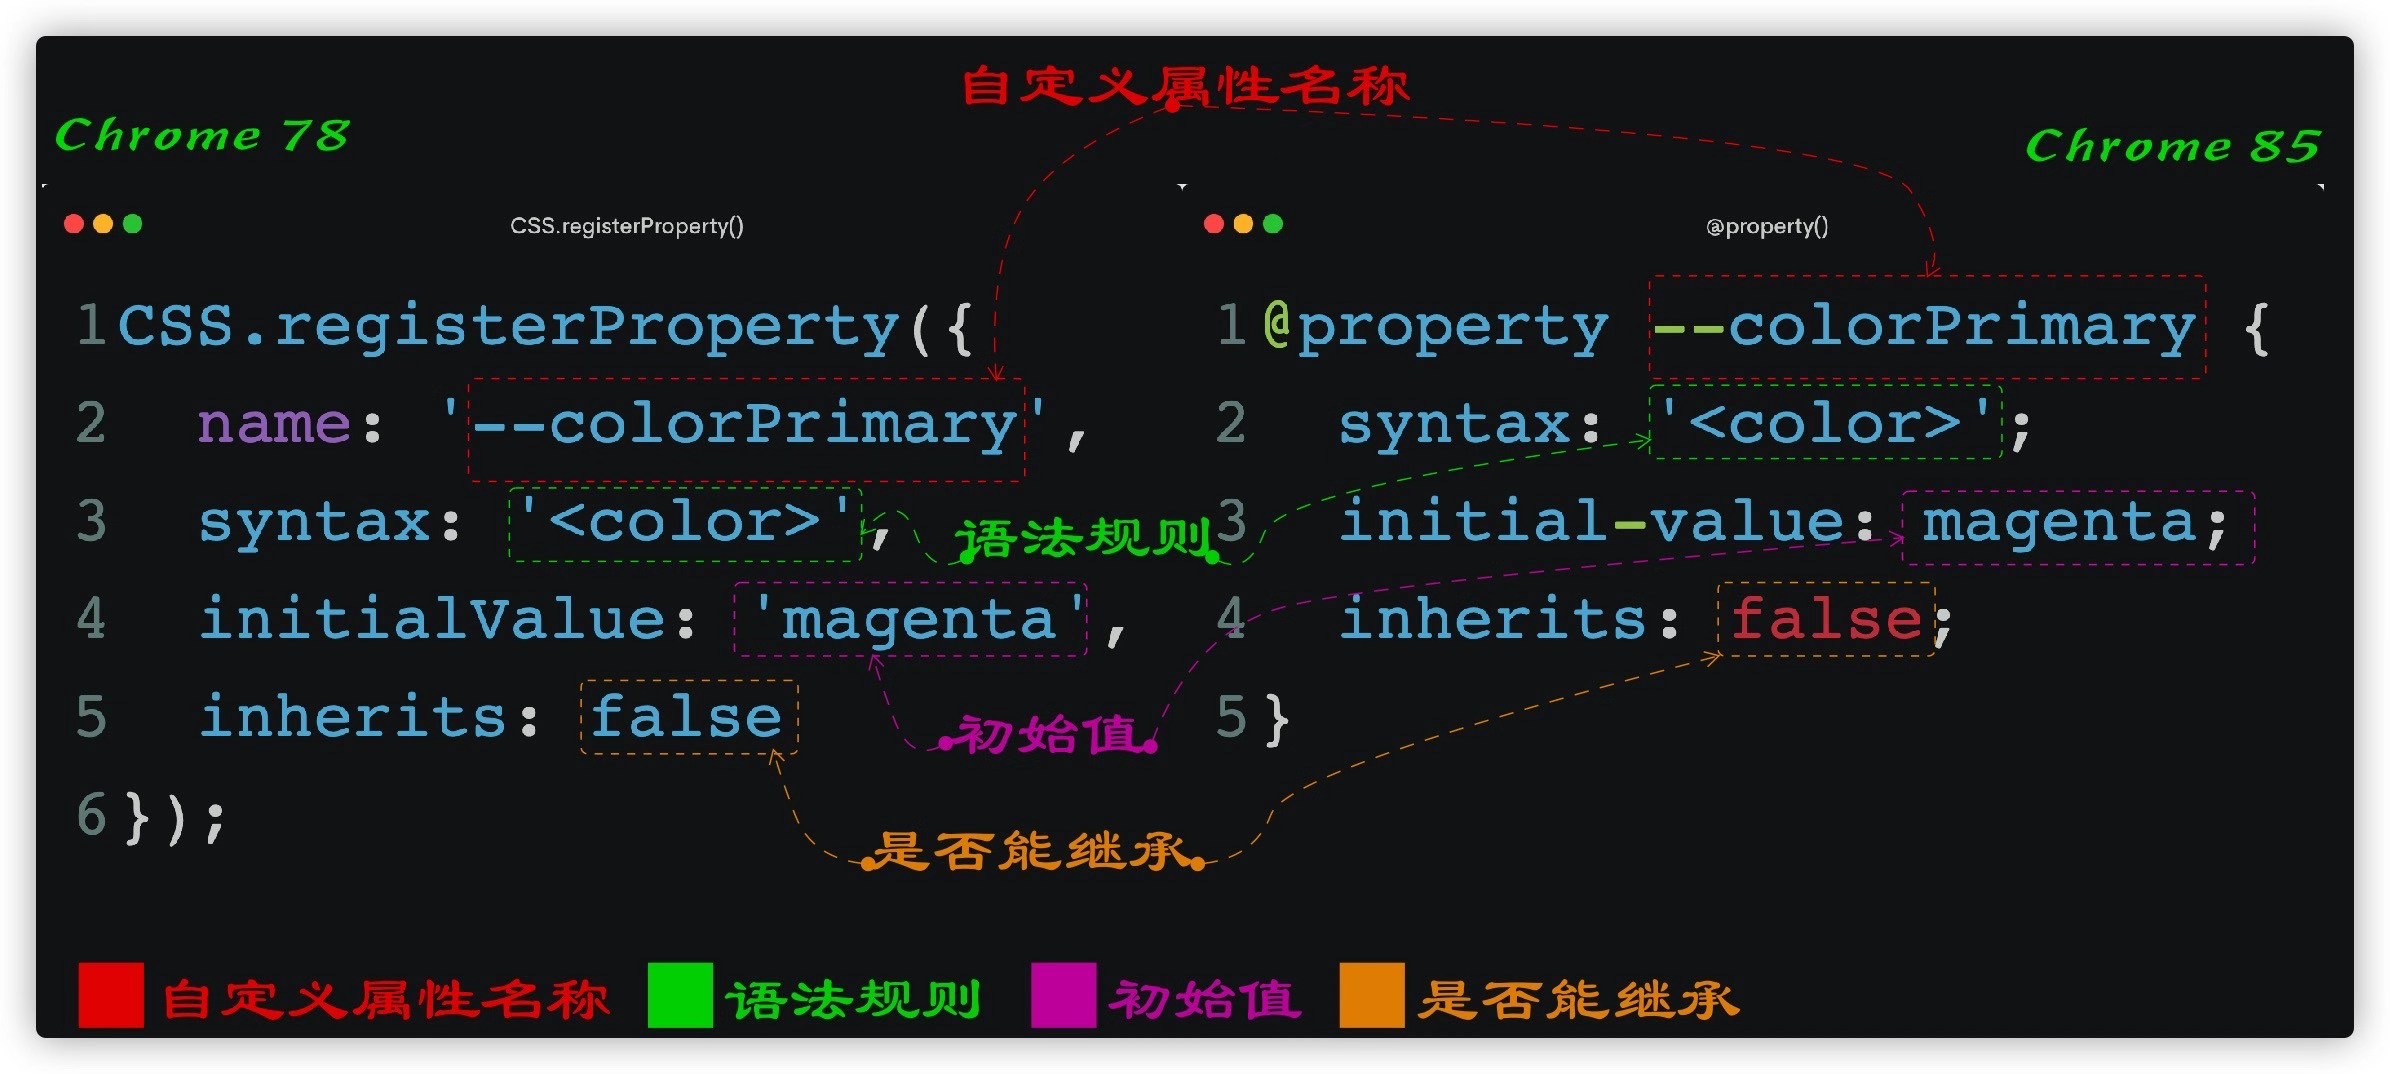 自定义属性名称
Chrome 78
Chrome 85
CSS.registerProperty()
1 CSS.registerProperty({
2 name: '--colorPrimary',
3 syntax: '<color>',
4 initialValue: 'magenta',
5 inherits: false
6 });
@property()
1 @property --colorPrimary {
2 syntax: '<color>';
3 initial-value: magenta;
4 inherits: false;
5 }
语法规则
初始值
是否能继承
自定义属性名称
语法规则
初始值
是否能继承